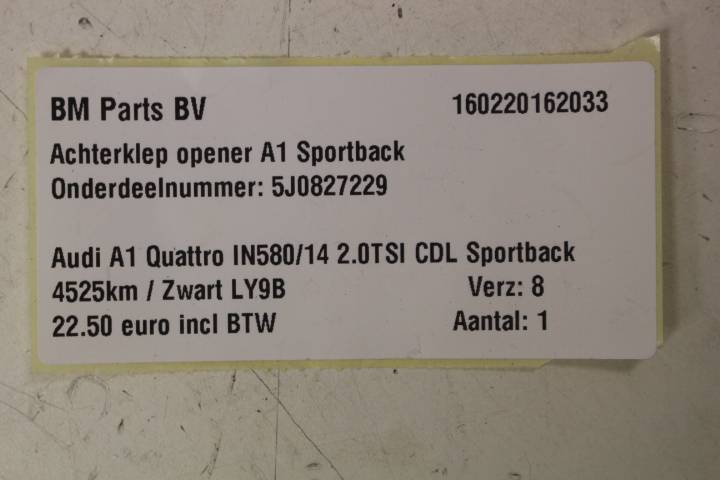 BM Parts BV 160220162033
Achterklep opener A1 Sportback
Onderdeelnummer: 5J0827229
Audi A1 Quattro IN580/14 2.0TSI CDL Sportback
4525km / Zwart LY9B Verz: 8
22.50 euro incl BTW Aantal: 1